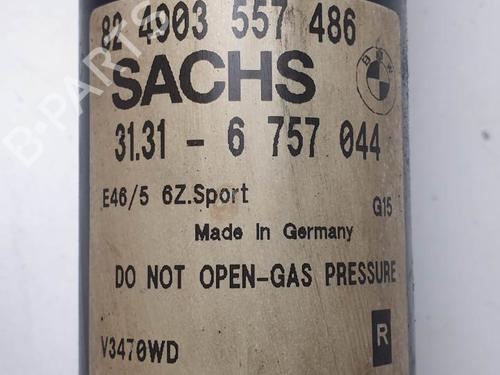 82 4903 557 486
SACHS
BMW
31.31 - 6 757 044
E46/5 6Z.Sport
G15
Made In Germany
DO NOT OPEN-GAS PRESSURE
V3470WD
R
B-PARTS